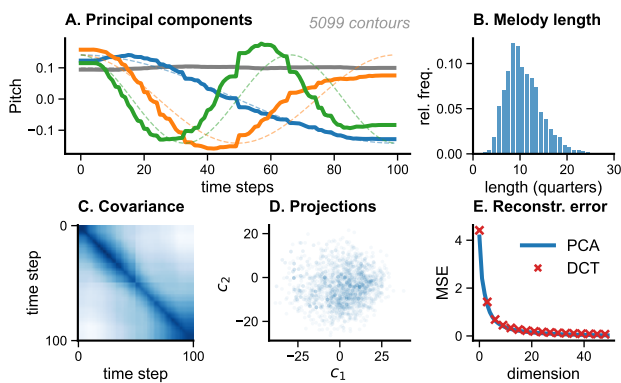 A. Principal components
5099 contours
Pitch
0.1
0.0
−0.1
0
20
40
60
80
100
time steps
B. Melody length
rel. freq.
0.10
0.05
0.00
0
10
20
30
length (quarters)
C. Covariance
time step
0
100
0
100
time step
D. Projections
c2
20
0
−20
−25
0
25
c1
E. Reconstr. error
MSE
4
2
0
PCA
DCT
0
20
40
dimension